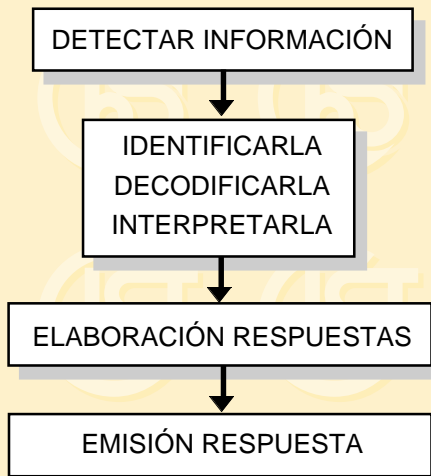 DETECTAR INFORMACIÓN
IDENTIFICARLA
DECODIFICARLA
INTERPRETARLA
ELABORACIÓN RESPUESTAS
EMISIÓN RESPUESTA